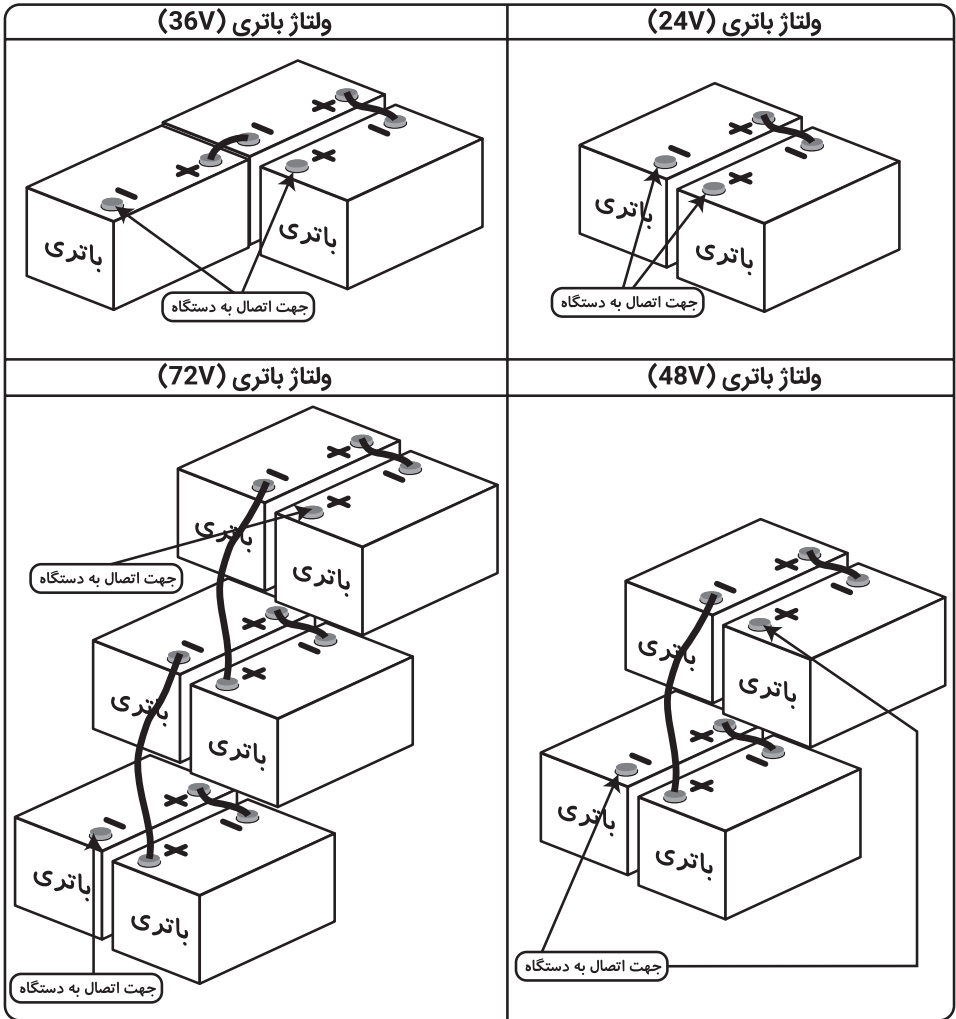 ولتاژ باتری (24V)
+
-
+
-
باتری
باتری
جهت اتصال به دستگاه
ولتاژ باتری (36V)
+
-
+
-
+
-
باتری
باتری
جهت اتصال به دستگاه
ولتاژ باتری (48V)
+
-
+
-
باتری
باتری
+
-
+
-
باتری
باتری
جهت اتصال به دستگاه
ولتاژ باتری (72V)
+
-
+
-
باتری
باتری
جهت اتصال به دستگاه
+
-
+
-
باتری
باتری
+
-
+
-
باتری
باتری
جهت اتصال به دستگاه